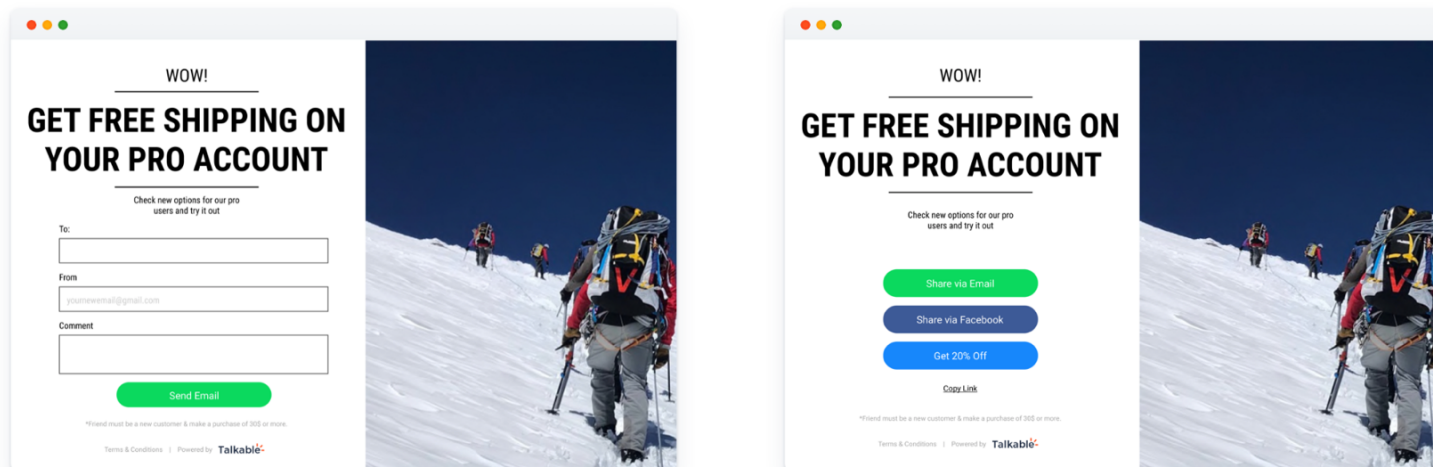 WOW!
GET FREE SHIPPING ON
YOUR PRO ACCOUNT
Check new options for our pro
users and try it out
To:
From
yournewemail@gmail.com
Comment
Send Email
*Friend must be a new customer & make a purchase of 30$ or more.
Terms & Conditions | Powered by Talkable
WOW!
GET FREE SHIPPING ON
YOUR PRO ACCOUNT
Check new options for our pro
users and try it out
Share via Email
Share via Facebook
Get 20% Off
Copy Link
*Friend must be a new customer & make a purchase of 30$ or more.
Terms & Conditions | Powered by Talkable